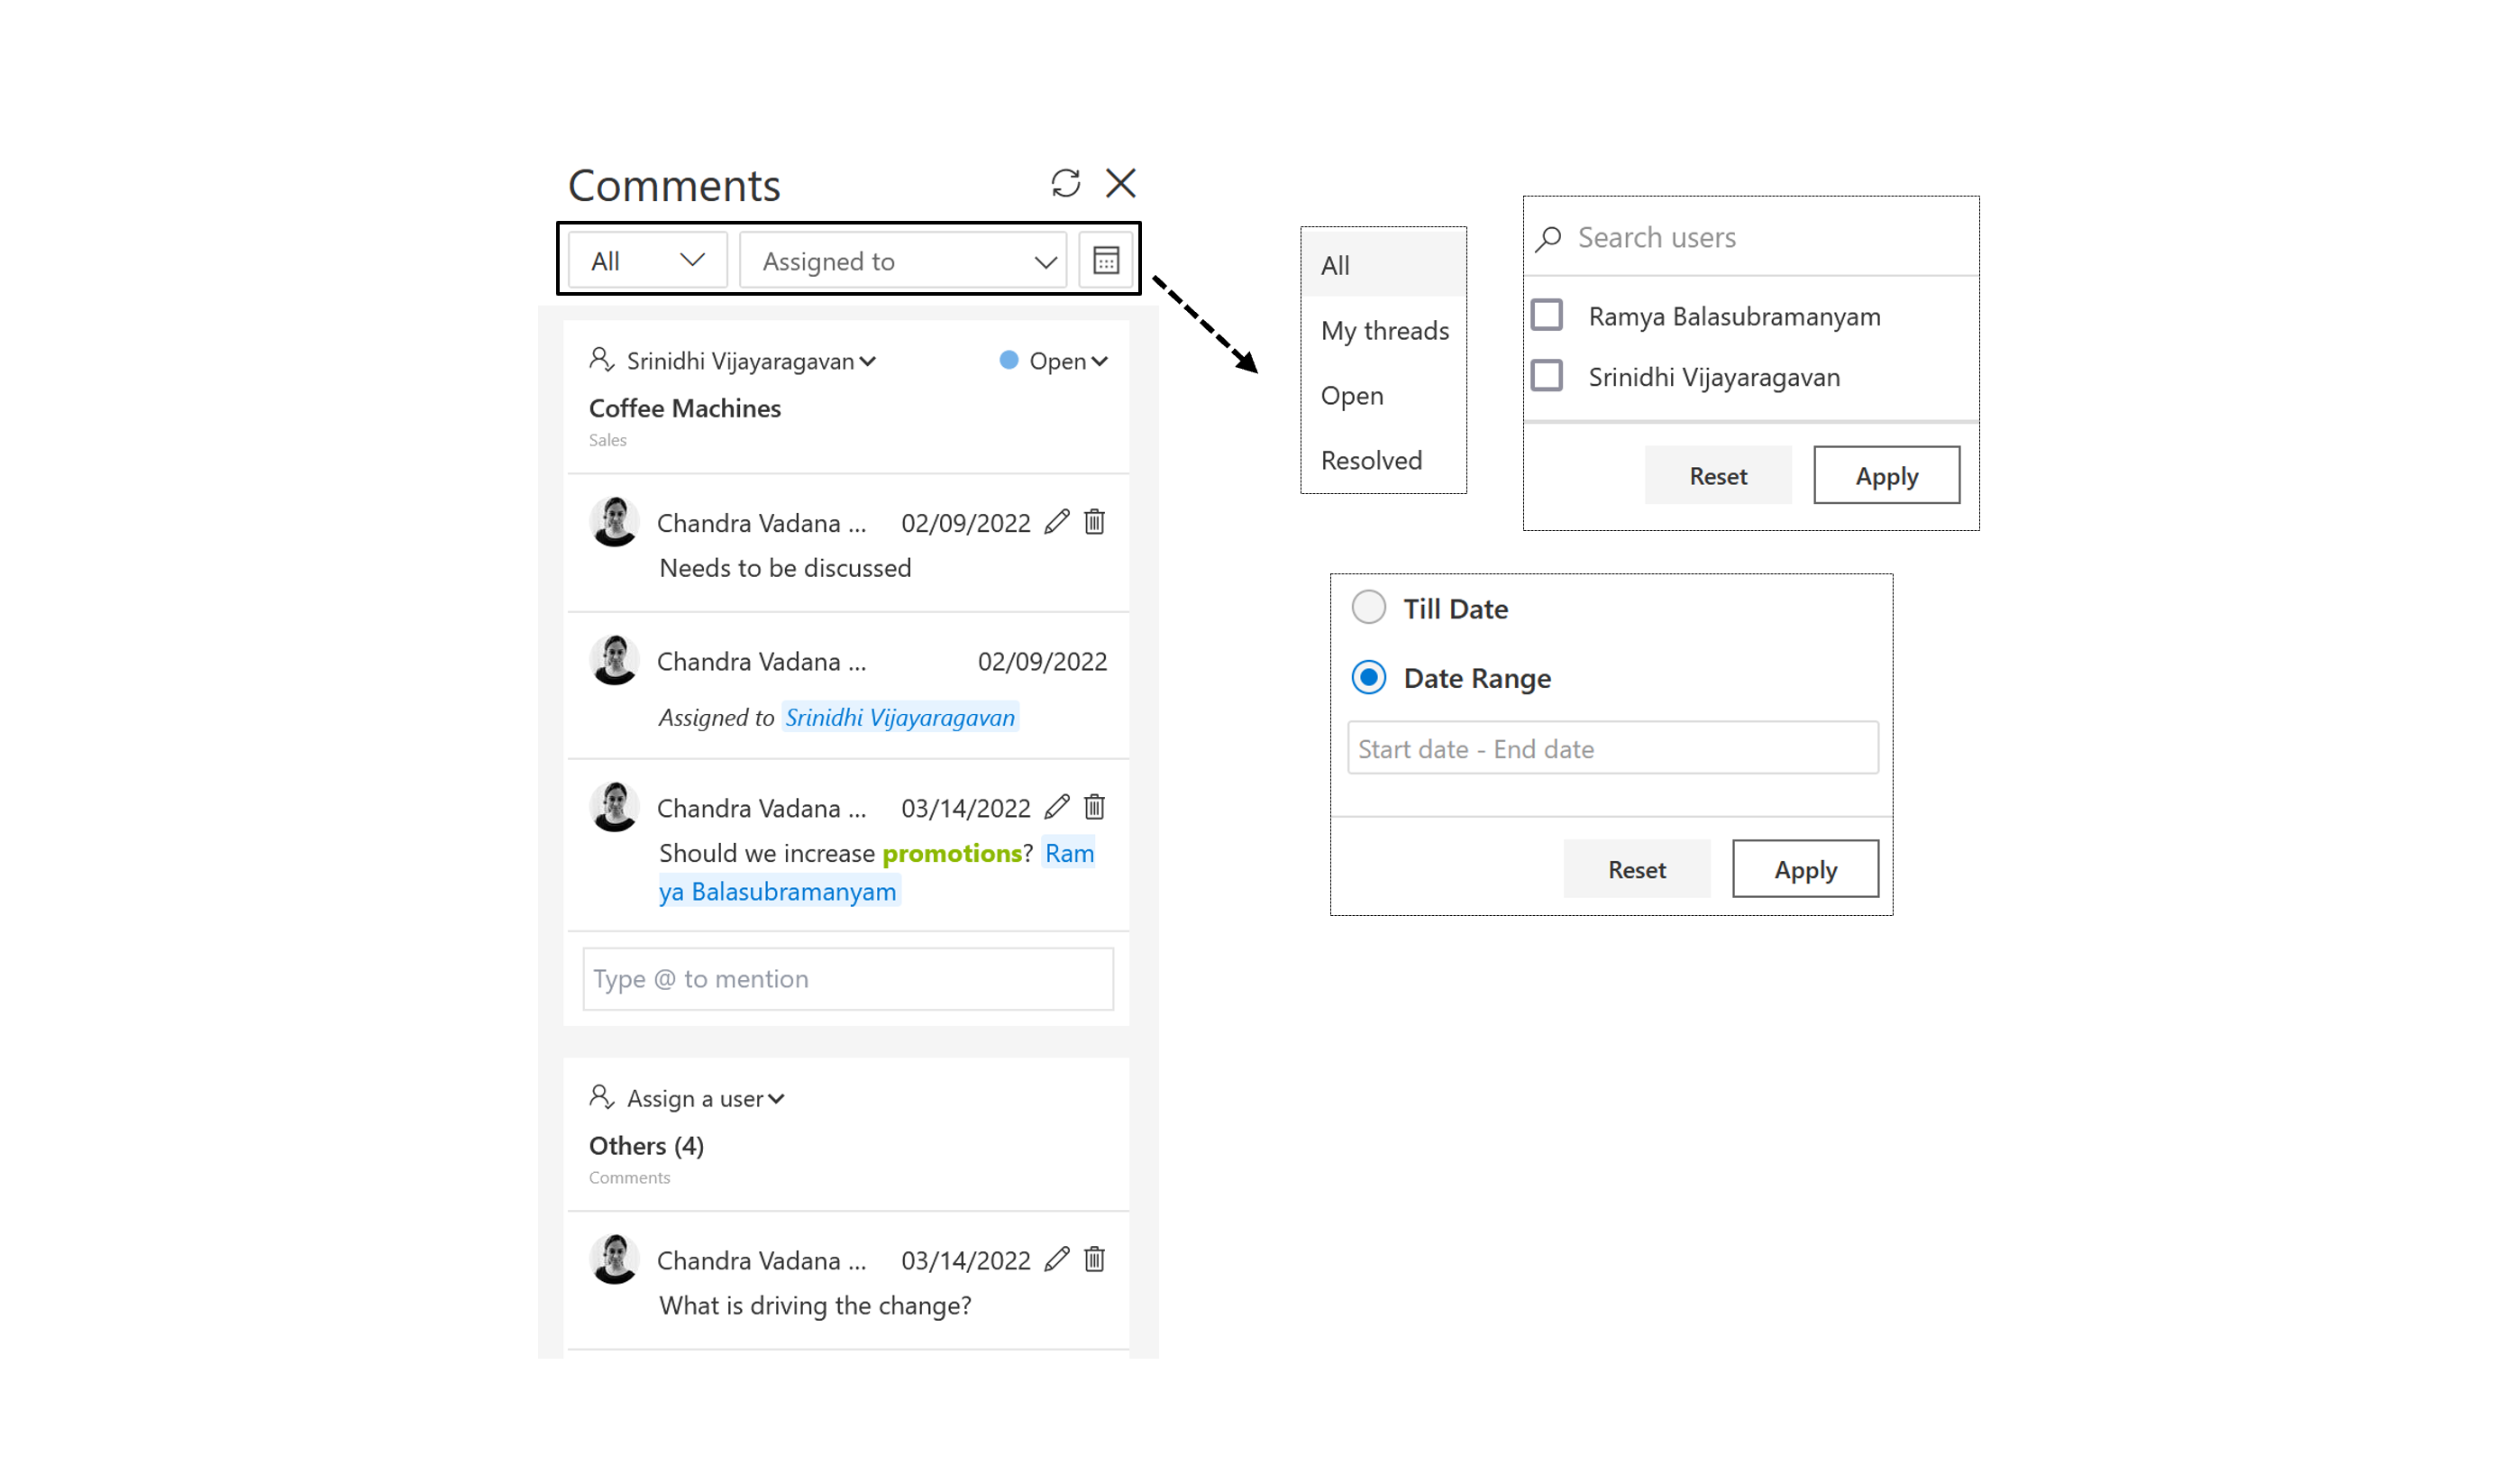 Comments
All
Assigned to
Srinidhi Vijayaragavan
Open
Coffee Machines
Sales
Chandra Vadana ... 02/09/2022
Needs to be discussed
Chandra Vadana ... 02/09/2022
Assigned to Srinidhi Vijayaragavan
Chandra Vadana ... 03/14/2022
Should we increase promotions? Ram
ya Balasubramanyam
Type @ to mention
Assign a user
Others (4)
Comments
Chandra Vadana ... 03/14/2022
What is driving the change?
All
My threads
Open
Resolved
Search users
Ramya Balasubramanyam
Srinidhi Vijayaragavan
Reset
Apply
Till Date
Date Range
Start date - End date
Reset
Apply